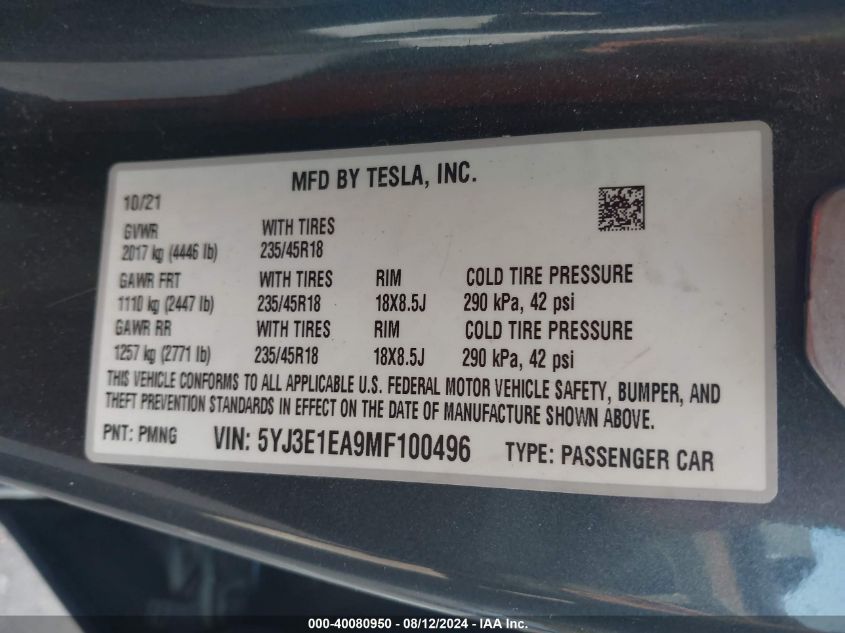 MFD BY TESLA, INC.
10/21
GVWR WITH TIRES
2017 kg (4446 lb) 235/45R18
GAWR FRT WITH TIRES RIM COLD TIRE PRESSURE
1110 kg (2447 lb) 235/45R18 18X8.5J 290 kPa, 42 psi
GAWR RR WITH TIRES RIM COLD TIRE PRESSURE
1257 kg (2771 lb) 235/45R18 18X8.5J 290 kPa, 42 psi
THIS VEHICLE CONFORMS TO ALL APPLICABLE U.S. FEDERAL MOTOR VEHICLE SAFETY, BUMPER, AND
THEFT PREVENTION STANDARDS IN EFFECT ON THE DATE OF MANUFACTURE SHOWN ABOVE.
PNT: PMNG VIN: 5YJ3E1EA9MF100496 TYPE: PASSENGER CAR
000-40080950 - 08/12/2024 - IAA Inc.